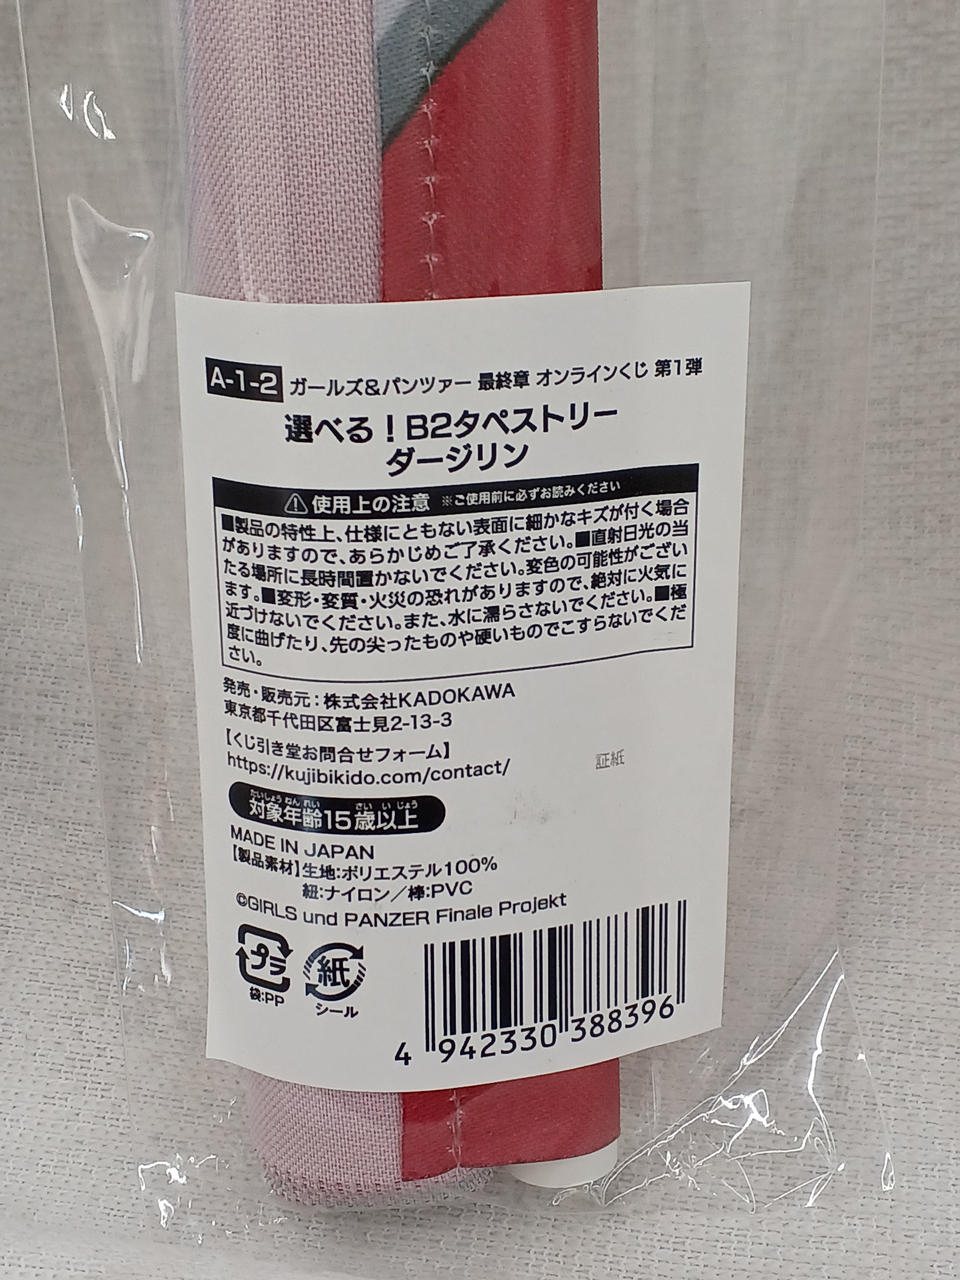 A-1-2 ガールズ&パンツァー 最終章 オンラインくじ 第1弾
選べる！B2タペストリー
ダージリン
使用上の注意 ※ご使用前に必ずお読みください
■製品の特性上、仕様にともない表面に細かなキズが付く場合
がありますので、あらかじめご了承ください。■直射日光の当
たる場所に長時間置かないでください。変色の可能性がござい
ます。■変形・変質・火災の恐れがありますので、絶対に火気に
近づけないでください。また、水に濡らさないでください。■極
度に曲げたり、先の尖ったものや硬いものでこすらないでくだ
さい。
発売・販売元：株式会社KADOKAWA
東京都千代田区富士見2-13-3
【くじ引き堂お問合せフォーム】
https://kujibikido.com/contact/
証紙
たいしょう ねん れい さい い じょう
対象年齢15歳以上
MADE IN JAPAN
【製品素材】生地：ポリエステル100%
紐：ナイロン／棒：PVC
©GIRLS und PANZER Finale Projekt
プラ
袋:PP
紙
シール
4 942330 388396